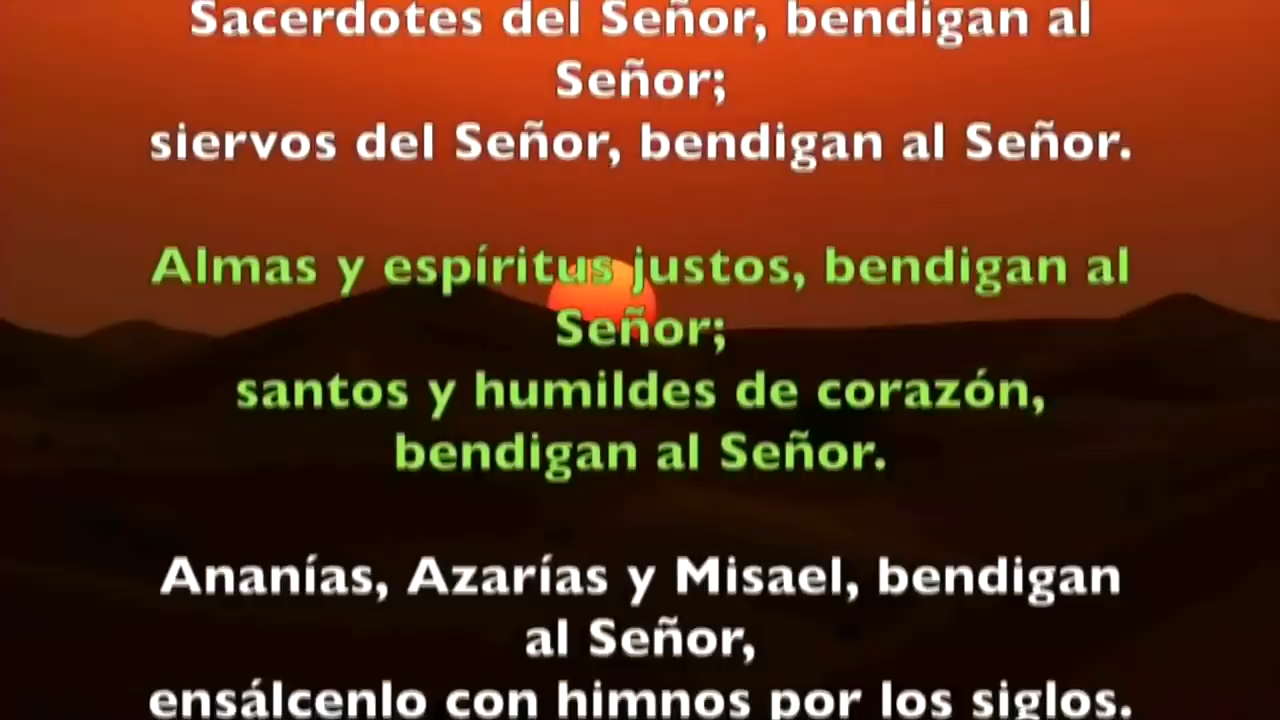 Sacerdotes del Señor, bendigan al
Señor;
siervos del Señor, bendigan al Señor.
Almas y espíritus justos, bendigan al
Señor;
santos y humildes de corazón,
bendigan al Señor.
Ananías, Azarías y Misael, bendigan
al Señor,
ensálcenlo con himnos por los siglos.